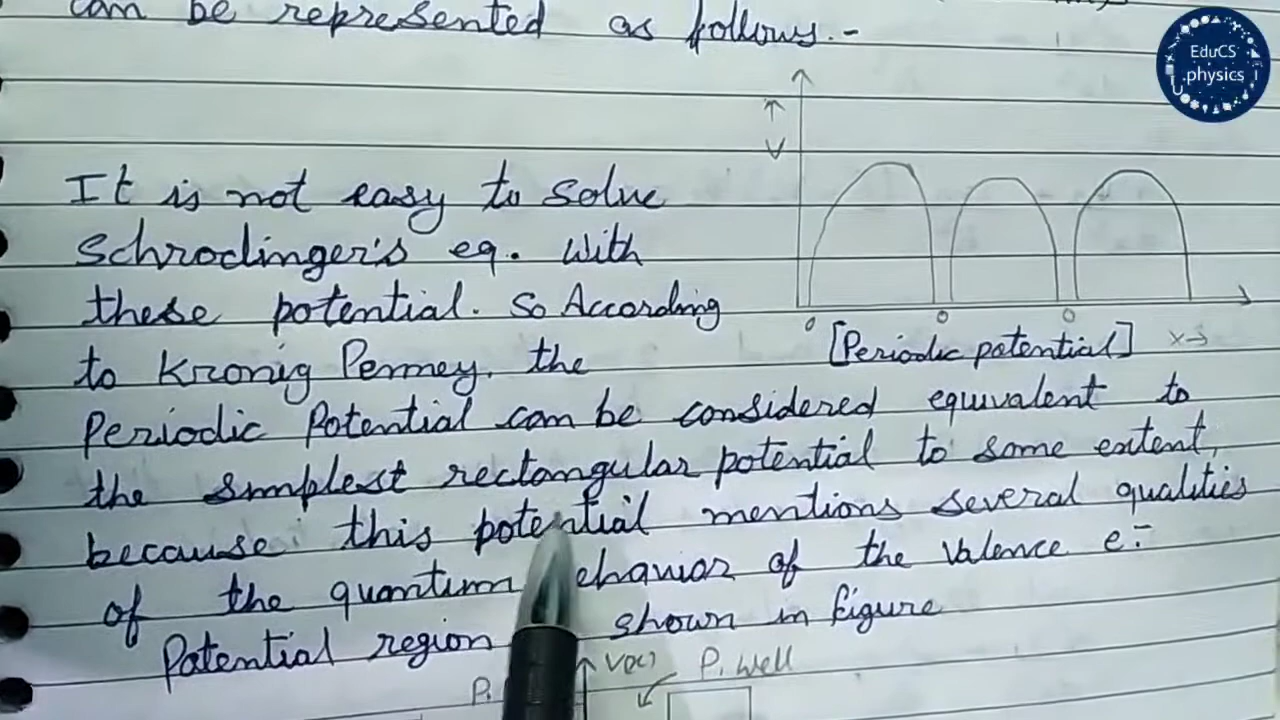 can be represented as follows.-
EduCS
.physics
It is not easy to solve
Schrodinger's eq. with
these potential. So According
to Kronig Penney, the
[Periodic potential] x→
Periodic Potential can be considered equivalent to
the simplest rectangular potential to some extent,
because this potential mentions several qualities
of the quantum ehavior of the valence e⁻.
Potential region shown in figure
P. V(x) P. well